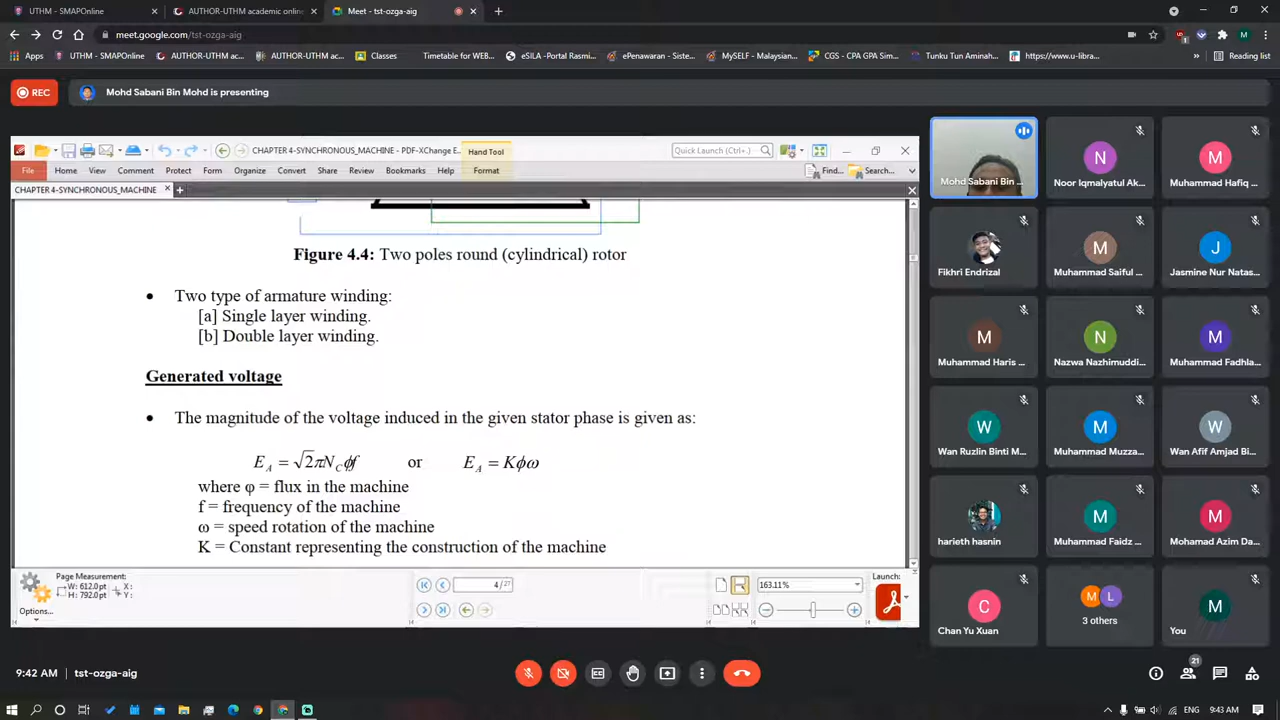 UTHM - SMAPOnline
AUTHOR-UTHM academic onlin
Meet - tst-ozga-aig
meet.google.com/tst-ozga-aig
Apps
UTHM - SMAPOnline
AUTHOR-UTHM ac...
AUTHOR-UTHM ac...
Classes
Timetable for WEB...
eSILA -Portal Rasmi...
ePenawaran - Siste...
MySELF - Malaysian...
CGS - CPA GPA Sim...
Tunku Tun Aminah...
https://www.u-libra...
Reading list
REC
Mohd Sabani Bin Mohd is presenting
CHAPTER 4-SYNCHRONOUS_MACHINE - PDF-XChange E...
Hand Tool
Quick Launch (Ctrl+.)
File
Home
View
Comment
Protect
Form
Organize
Convert
Share
Review
Bookmarks
Help
Format
Find...
Search...
CHAPTER 4-SYNCHRONOUS_MACHINE
Figure 4.4: Two poles round (cylindrical) rotor
• Two type of armature winding:
[a] Single layer winding.
[b] Double layer winding.
Generated voltage
• The magnitude of the voltage induced in the given stator phase is given as:
E_A = √2πN_Cϕf or E_A = Kϕω
where φ = flux in the machine
f = frequency of the machine
ω = speed rotation of the machine
K = Constant representing the construction of the machine
Options...
Page Measurement:
W: 612.0 pt
H: 792.0 pt
X:
Y:
4 / 27
163.11%
Launch:
Mohd Sabani Bin ...
Noor Iqmalyatul Ak...
Muhammad Hafiq ...
Fikhri Endrizal
Muhammad Saiful ...
Jasmine Nur Natas...
Muhammad Haris ...
Nazwa Nazhimuddi...
Muhammad Fadhla...
Wan Ruzlin Binti M...
Muhammad Muzza...
Wan Afif Amjad Bi...
harieth hasnin
Muhammad Faidz ...
Mohamad Azim Da...
Chan Yu Xuan
3 others
You
9:42 AM
tst-ozga-aig
21
ENG
9:43 AM